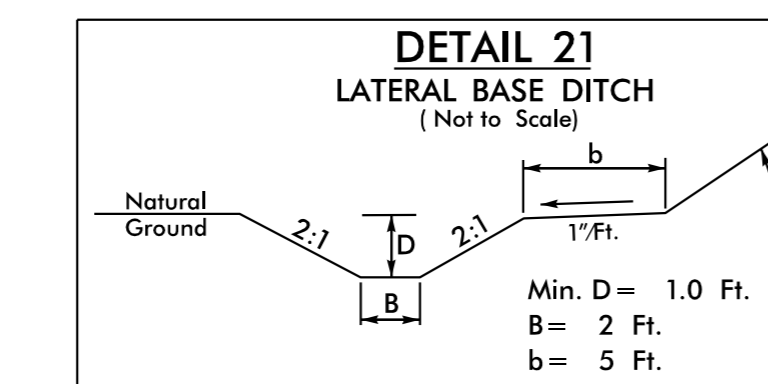 DETAIL 21
LATERAL BASE DITCH
( Not to Scale)
b
Natural
Ground
2:1
D
2:1
1"/Ft.
B
Min. D = 1.0 Ft.
B = 2 Ft.
b = 5 Ft.